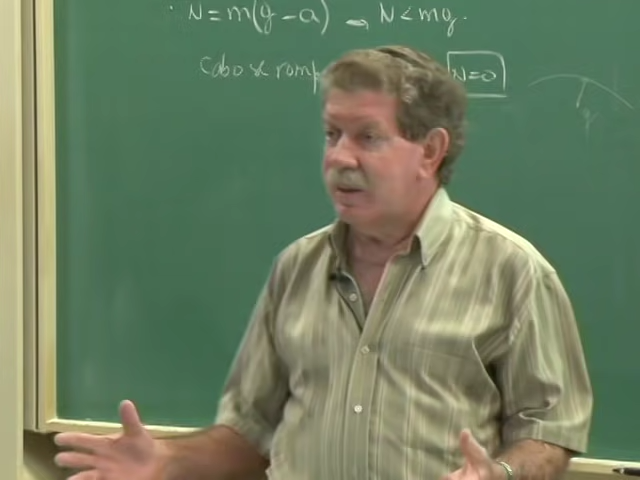 N = m(g - a) → N < mg.
cabo se romp N=0